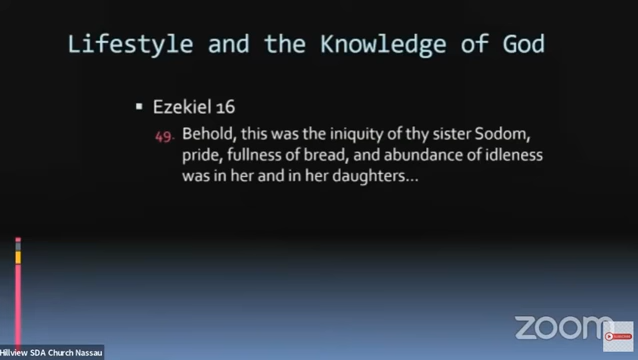 Lifestyle and the Knowledge of God
Ezekiel 16
49. Behold, this was the iniquity of thy sister Sodom,
pride, fullness of bread, and abundance of idleness
was in her and in her daughters...
zoom
SUBSCRIBE
Hillview SDA Church Nassau